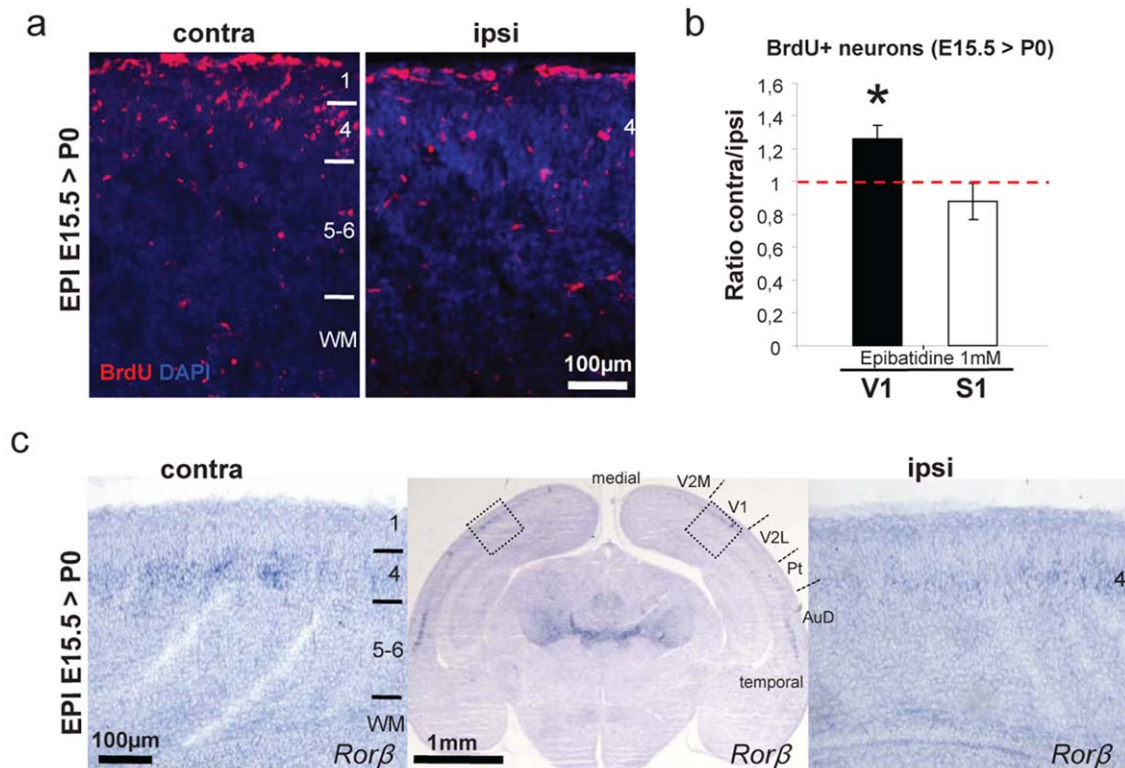 a
contra
ipsi
EPI E15.5 > P0
1
4
5-6
WM
BrdU DAPI
4
100µm
b
BrdU+ neurons (E15.5 > P0)
Ratio contra/ipsi
1,6
1,4
1,2
1
0,8
0,6
0,4
0,2
0
*
Epibatidine 1mM
V1 S1
c
contra
ipsi
EPI E15.5 > P0
1
4
5-6
WM
100µm
Rorβ
medial
V2M
V1
V2L
Pt
AuD
temporal
1mm
Rorβ
4
Rorβ